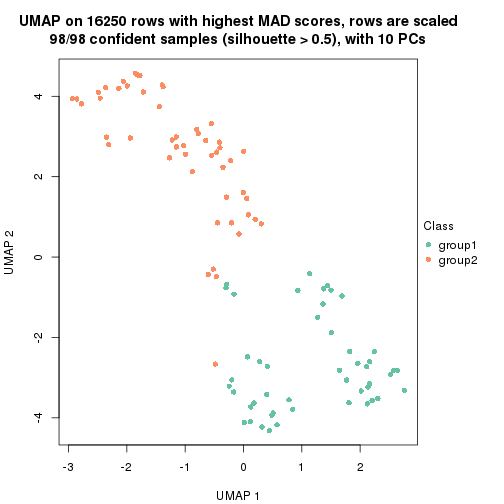 UMAP on 16250 rows with highest MAD scores, rows are scaled
98/98 confident samples (silhouette > 0.5), with 10 PCs
4
2
0
-2
-4
UMAP 2
-3
-2
-1
0
1
2
UMAP 1
Class
group1
group2